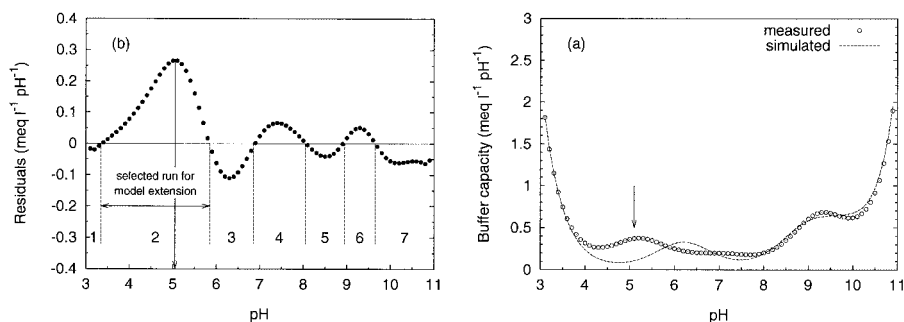 (b)
Residuals (meq l⁻¹ pH⁻¹)
0.4
0.3
0.2
0.1
0
-0.1
-0.2
-0.3
-0.4
selected run for
model extension
1 2 3 4 5 6 7
3 4 5 6 7 8 9 10 11
pH
(a)
measured
simulated
Buffer capacity (meq l⁻¹ pH⁻¹)
3
2.5
2
1.5
1
0.5
0
3 4 5 6 7 8 9 10 11
pH